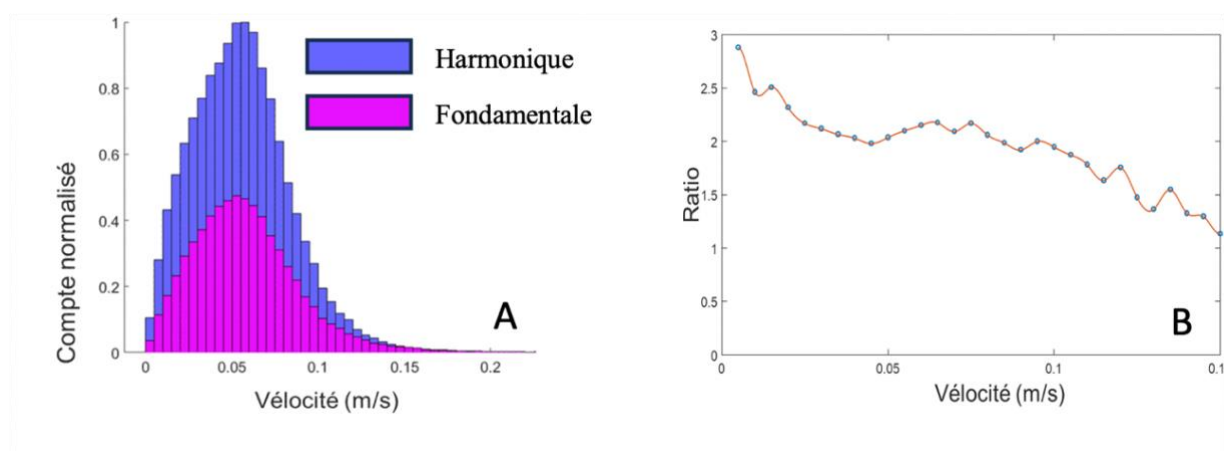 1
0.8
0.6
0.4
0.2
0
Compte normalisé
Harmonique
Fondamentale
A
0
0.05
0.1
0.15
0.2
Vélocité (m/s)
3
2.5
2
1.5
1
0.5
0
Ratio
B
0
0.05
0.1
0.1
Vélocité (m/s)